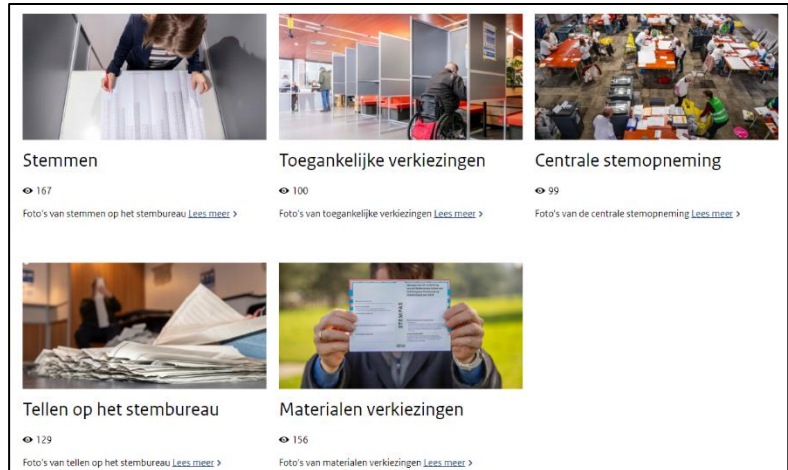 Stemmen
167
Foto's van stemmen op het stembureau Lees meer >
Toegankelijke verkiezingen
100
Foto's van toegankelijke verkiezingen Lees meer >
Centrale stemopneming
99
Foto's van de centrale stemopneming Lees meer >
Tellen op het stembureau
129
Foto's van tellen op het stembureau Lees meer >
STEMPAS
Materialen verkiezingen
156
Foto's van materialen verkiezingen Lees meer >